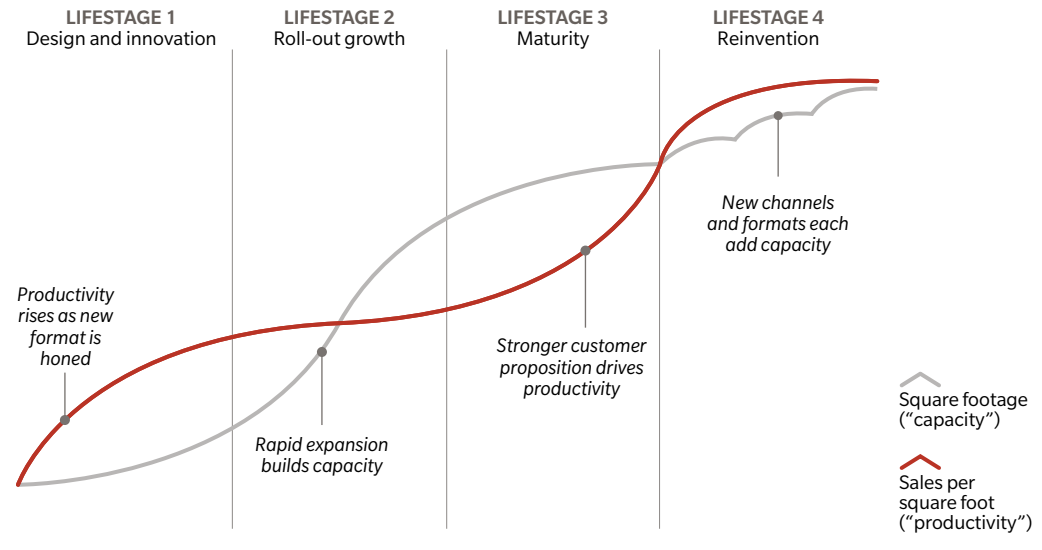 LIFESTAGE 1
Design and innovation
LIFESTAGE 2
Roll-out growth
LIFESTAGE 3
Maturity
LIFESTAGE 4
Reinvention
Productivity
rises as new
format is
honed
Rapid expansion
builds capacity
Stronger customer
proposition drives
productivity
New channels
and formats each
add capacity
Square footage
(“capacity”)
Sales per
square foot
(“productivity”)